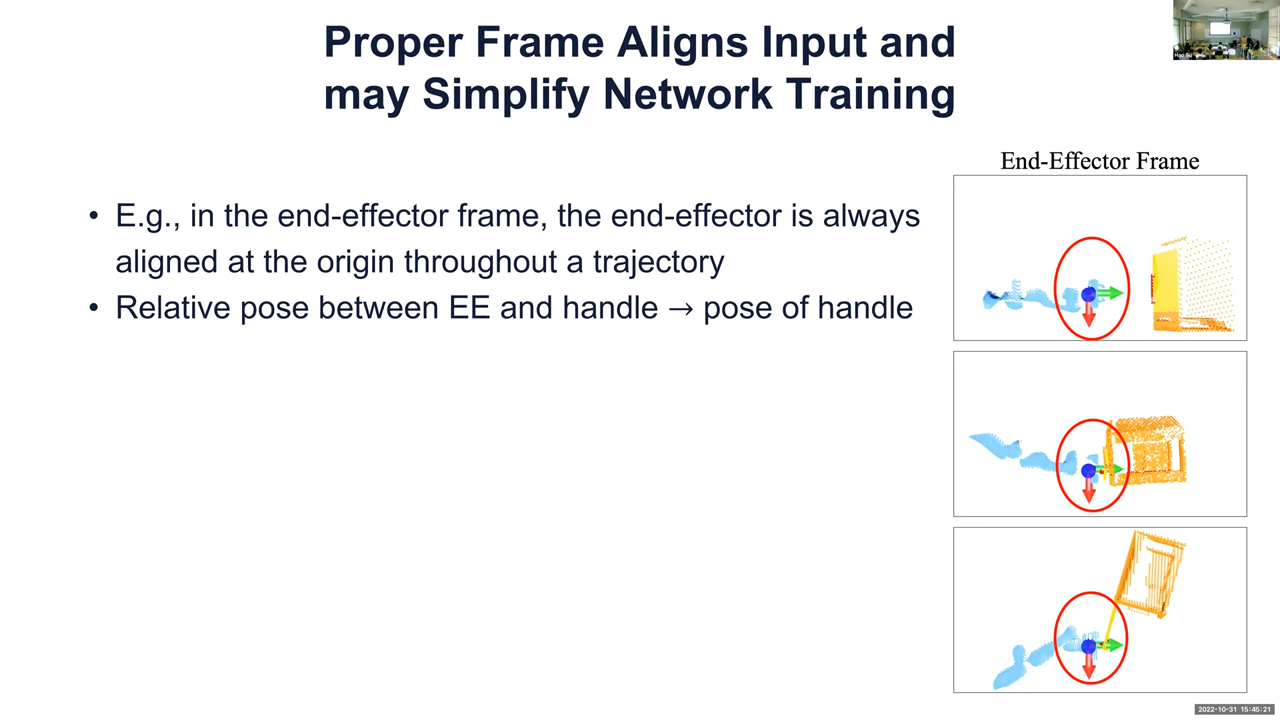 Proper Frame Aligns Input and
may Simplify Network Training
End-Effector Frame
• E.g., in the end-effector frame, the end-effector is always
aligned at the origin throughout a trajectory
• Relative pose between EE and handle → pose of handle
Hao Su
2022-10-31 15:45:21